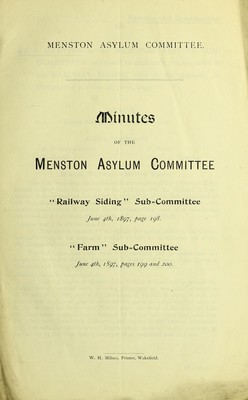 MENSTON ASYLUM COMMITTEE.
Minutes
OF THE
MENSTON ASYLUM COMMITTEE
"Railway Siding" Sub-Committee
June 4th, 1897, page 198.
"Farm" Sub-Committee
June 4th, 1897, pages 199 and 200.
W. H. Milnes, Printer, Wakefield.